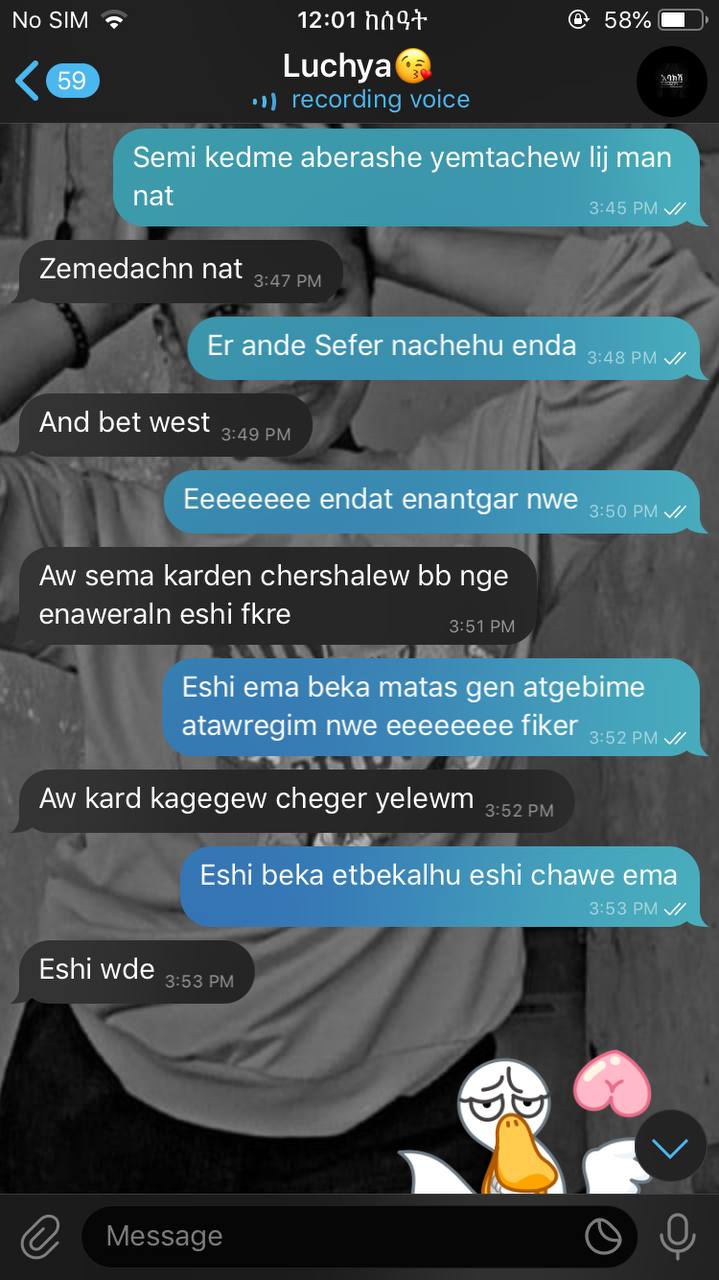 No SIM 12:01 ከሰዓት 58%
59 Luchya😘
recording voice
Semi kedme aberashe yemtachew lij man
nat 3:45 PM
Zemedachn nat 3:47 PM
Er ande Sefer nachehu enda 3:48 PM
And bet west 3:49 PM
Eeeeeeee endat enantgar nwe 3:50 PM
Aw sema karden chershalew bb nge
enaweraln eshi fkre 3:51 PM
Eshi ema beka matas gen atgebime
atawregim nwe eeeeeeee fiker 3:52 PM
Aw kard kagegew cheger yelewm 3:52 PM
Eshi beka etbekalhu eshi chawe ema
3:53 PM
Eshi wde 3:53 PM
Message